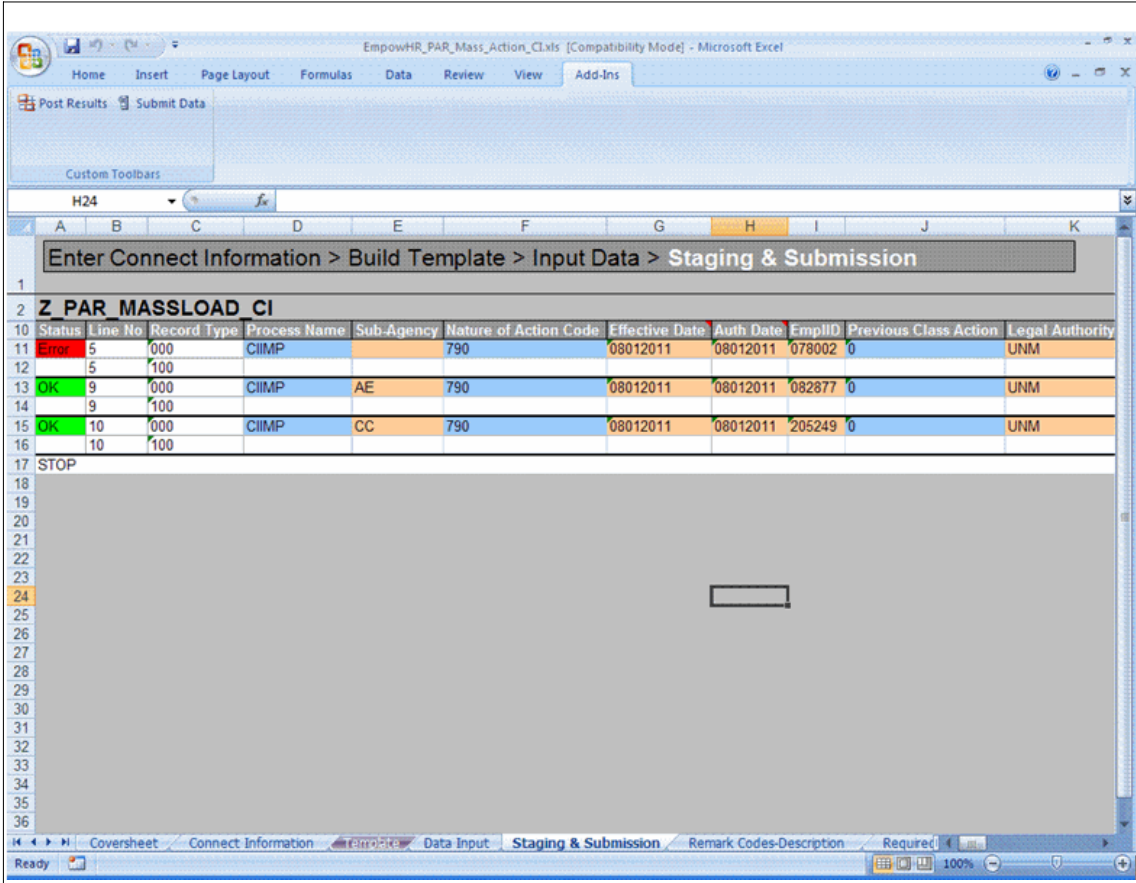 EmpowHR_PAR_Mass_Action_CI.xls [Compatibility Mode] - Microsoft Excel
Home Insert Page Layout Formulas Data Review View Add-Ins
Post Results Submit Data
Custom Toolbars
H24 fx
A B C D E F G H I J K
Enter Connect Information > Build Template > Input Data > Staging & Submission
1
2 Z_PAR_MASSLOAD_CI
10 Status Line No Record Type Process Name Sub-Agency Nature of Action Code Effective Date Auth Date EmplID Previous Class Action Legal Authority
11 Error 5 000 CIIMP 790 08012011 08012011 078002 0 UNM
12 5 100
13 OK 9 000 CIIMP AE 790 08012011 08012011 082877 0 UNM
14 9 100
15 OK 10 000 CIIMP CC 790 08012011 08012011 205249 0 UNM
16 10 100
17 STOP
18
19
20
21
22
23
24
25
26
27
28
29
30
31
32
33
34
35
36
Coversheet Connect Information Template Data Input Staging & Submission Remark Codes-Description Required
Ready 100%